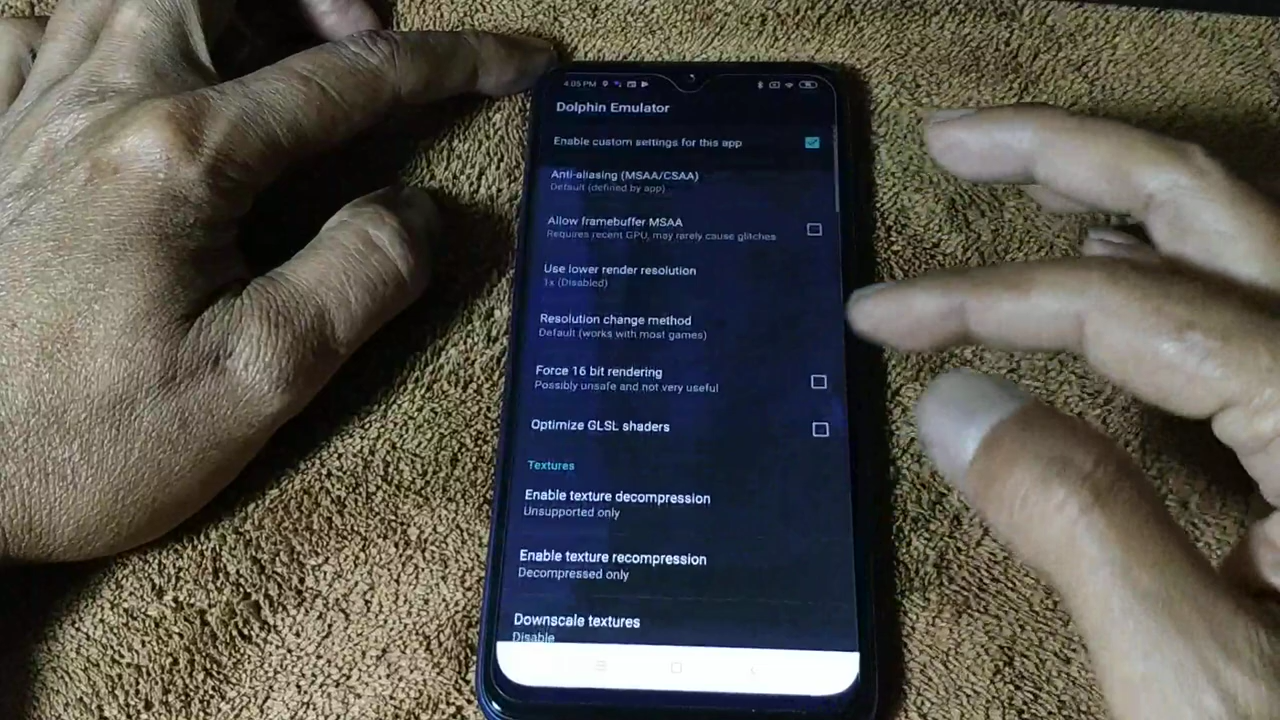 4:05 PM
Dolphin Emulator
Enable custom settings for this app
Anti-aliasing (MSAA/CSAA)
Default (defined by app)
Allow framebuffer MSAA
Requires recent GPU, may rarely cause glitches
Use lower render resolution
1x (Disabled)
Resolution change method
Default (works with most games)
Force 16 bit rendering
Possibly unsafe and not very useful
Optimize GLSL shaders
Textures
Enable texture decompression
Unsupported only
Enable texture recompression
Decompressed only
Downscale textures
Disable